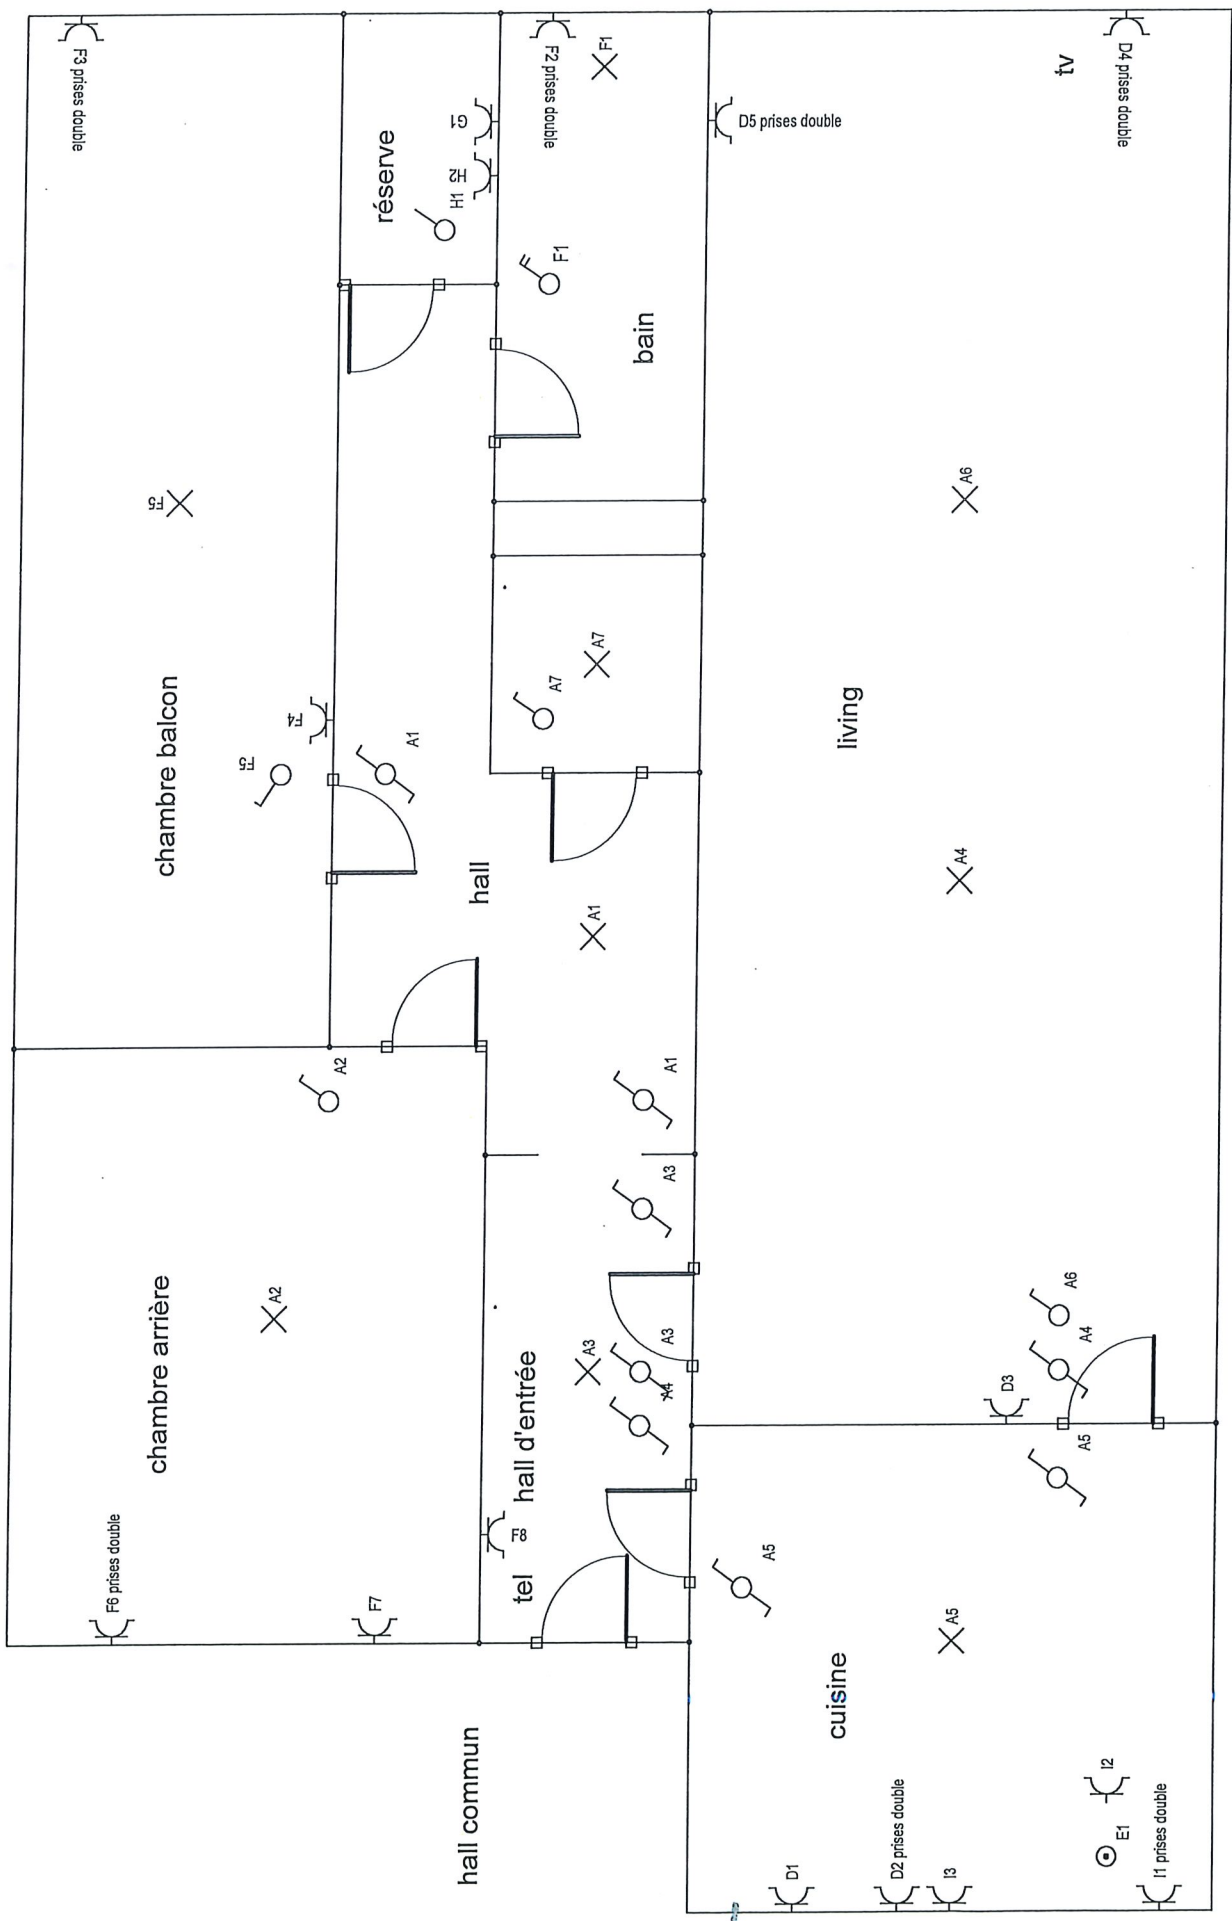 F3 prises double
F2 prises double
F1
tv
D4 prises double
G1
H2
H1
réserve
D5 prises double
F1
bain
F5
A6
A7
A7
chambre balcon
F4
F5
A1
living
hall
A1
A4
A2
A1
A3
chambre arrière
A2
A3
A3
A4
hall d'entrée
A6
A4
D3
A5
F6 prises double
F7
F8
tel
A5
A5
cuisine
hall commun
D1
D2 prises double
I3
I2
E1
I1 prises double